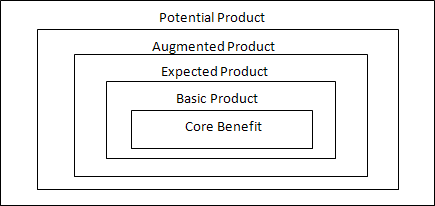 Potential Product
Augmented Product
Expected Product
Basic Product
Core Benefit